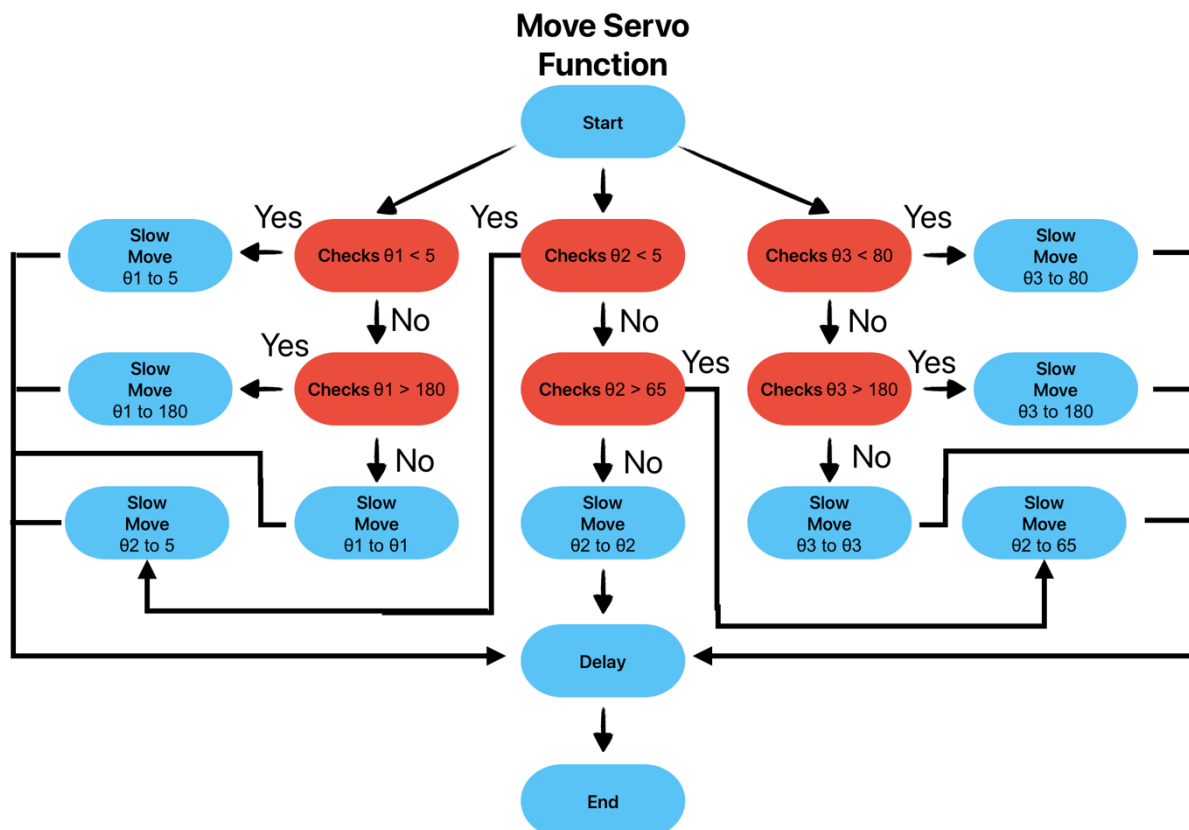 Move Servo
Function
Start
Yes
Yes
Yes
Slow
Move
θ1 to 5
Checks θ1 < 5
Checks θ2 < 5
Checks θ3 < 80
Slow
Move
θ3 to 80
No
No
No
Yes
Yes
Yes
Slow
Move
θ1 to 180
Checks θ1 > 180
Checks θ2 > 65
Checks θ3 > 180
Slow
Move
θ3 to 180
No
No
No
Slow
Move
θ2 to 5
Slow
Move
θ1 to θ1
Slow
Move
θ2 to θ2
Slow
Move
θ3 to θ3
Slow
Move
θ2 to 65
Delay
End